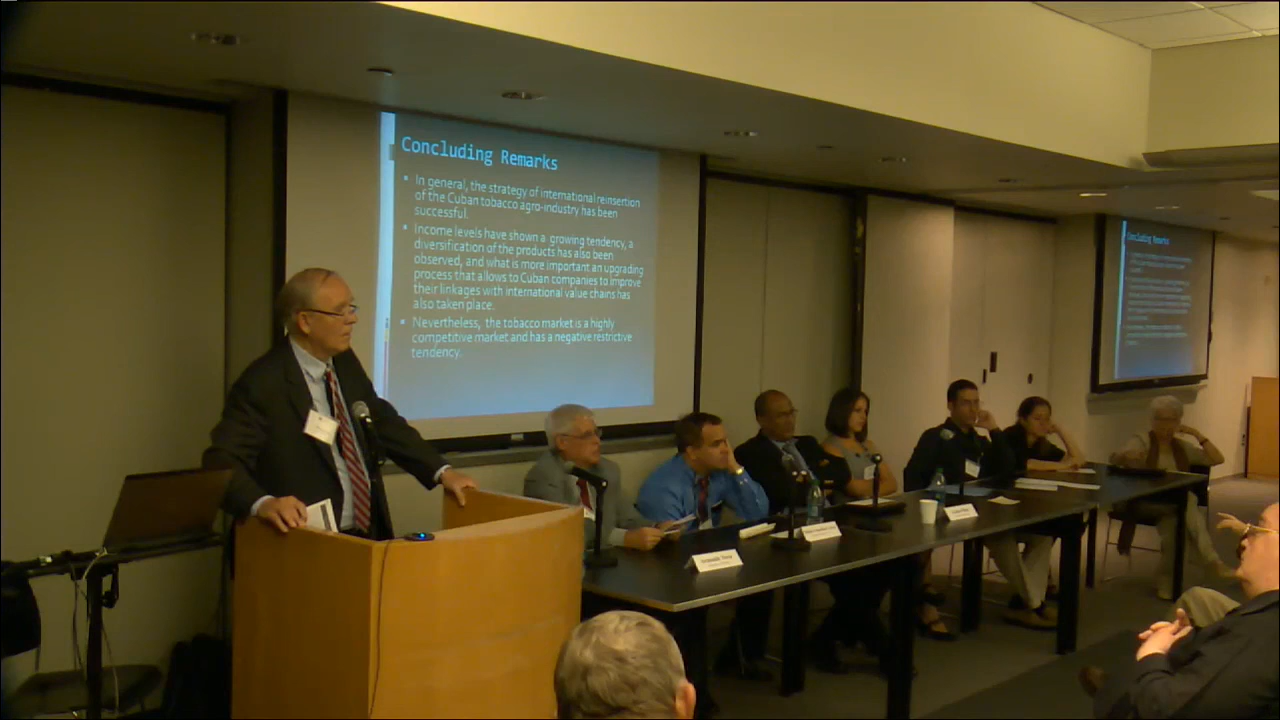 Concluding Remarks
▪ In general, the strategy of international reinsertion
of the Cuban tobacco agro-industry has been
successful.
▪ Income levels have shown a growing tendency, a
diversification of the products has also been
observed, and what is more important an upgrading
process that allows to Cuban companies to improve
their linkages with international value chains has
also taken place.
▪ Nevertheless, the tobacco market is a highly
competitive market and has a negative restrictive
tendency.
Concluding Remarks